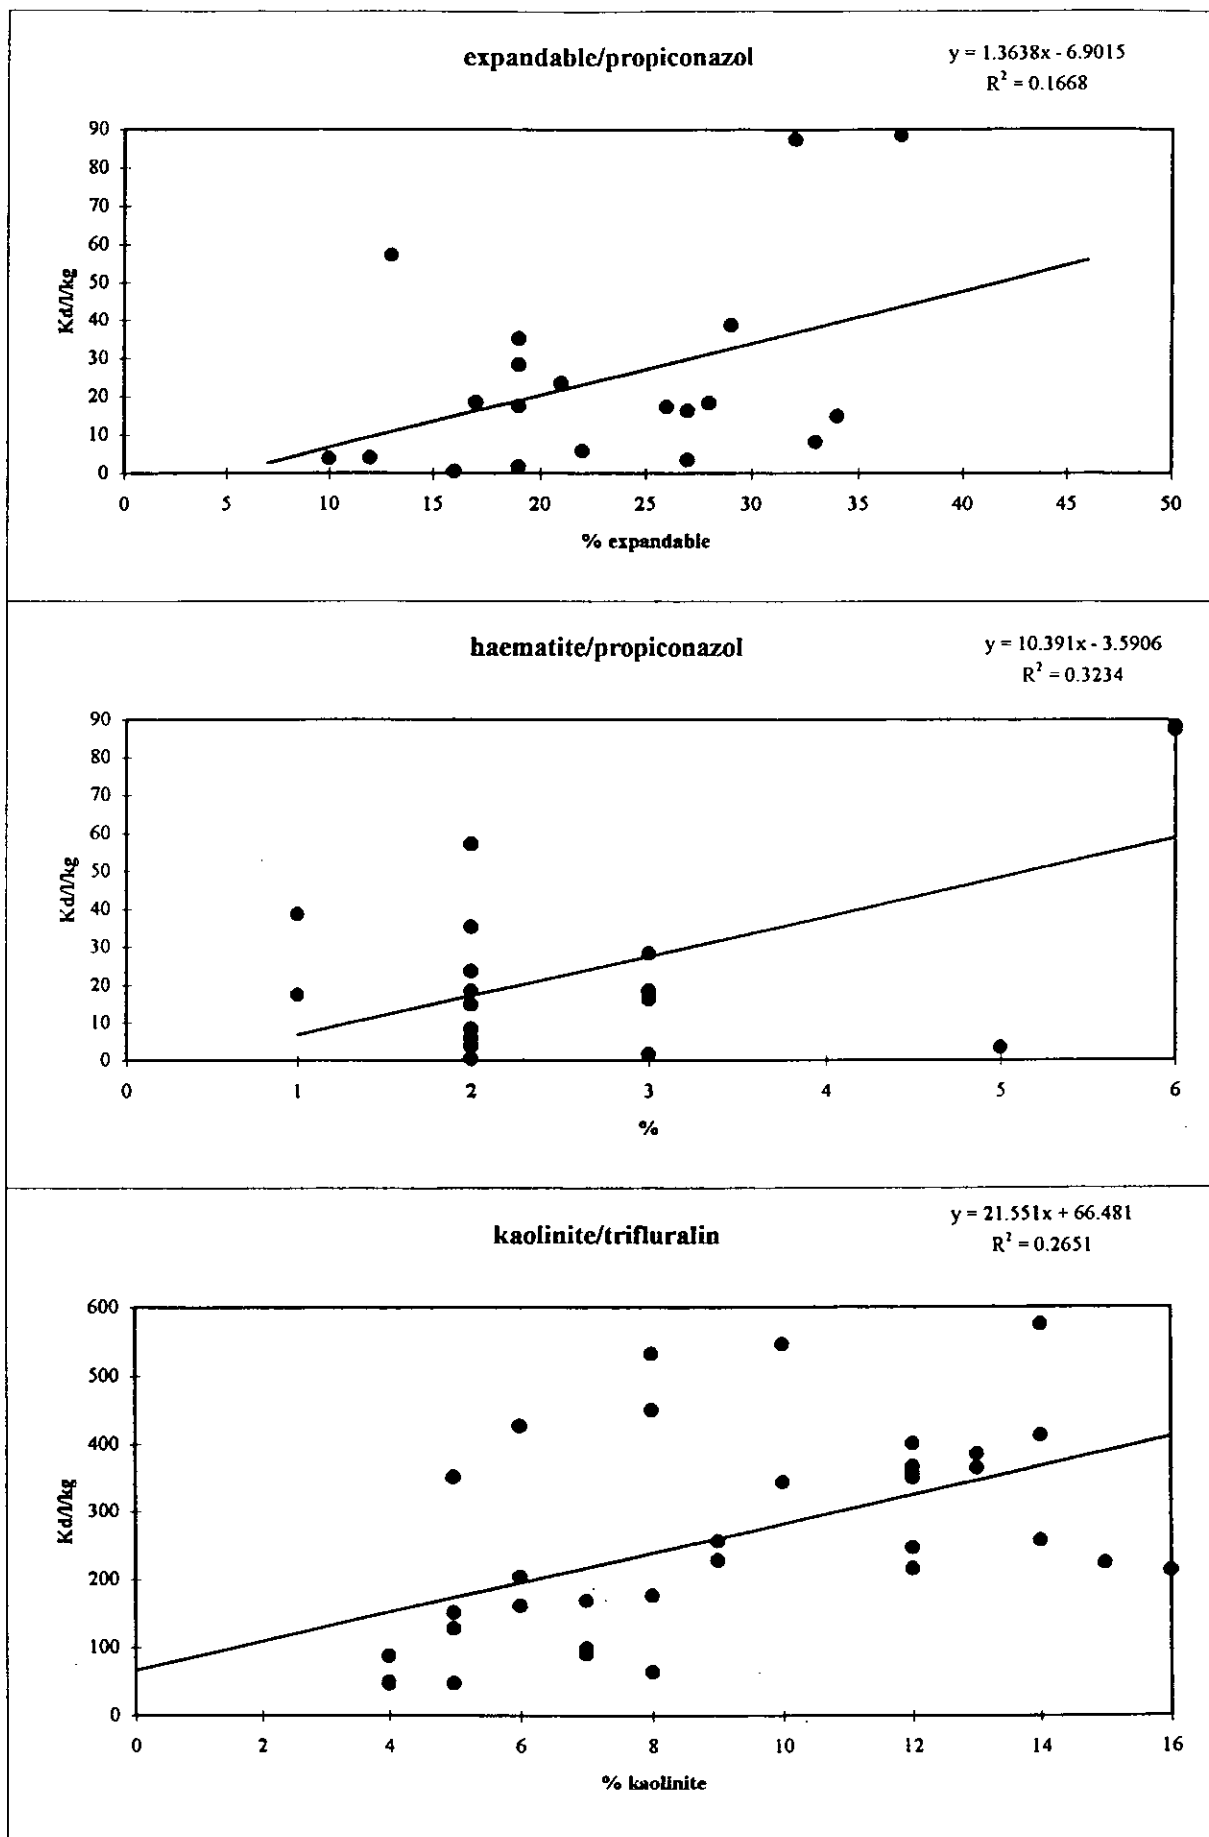 expandable/propiconazol
y = 1.3638x - 6.9015
R² = 0.1668
90
80
70
60
50
40
30
20
10
0
Kd/l/kg
0 5 10 15 20 25 30 35 40 45 50
% expandable
haematite/propiconazol
y = 10.391x - 3.5906
R² = 0.3234
90
80
70
60
50
40
30
20
10
0
Kd/l/kg
0 1 2 3 4 5 6
%
kaolinite/trifluralin
y = 21.551x + 66.481
R² = 0.2651
600
500
400
300
200
100
0
Kd/l/kg
0 2 4 6 8 10 12 14 16
% kaolinite